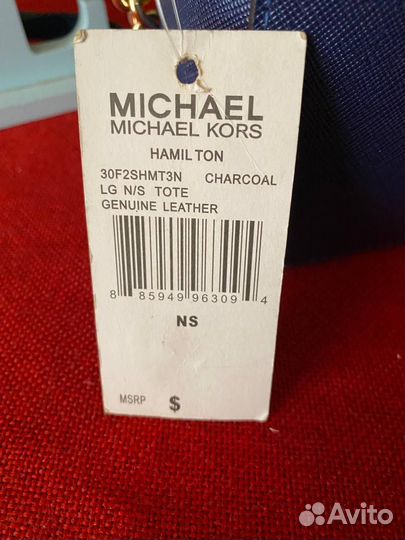 MICHAEL
MICHAEL KORS
HAMILTON
30F2SHMT3N CHARCOAL
LG N/S TOTE
GENUINE LEATHER
8 85949 96309 4
NS
MSRP $
Avito